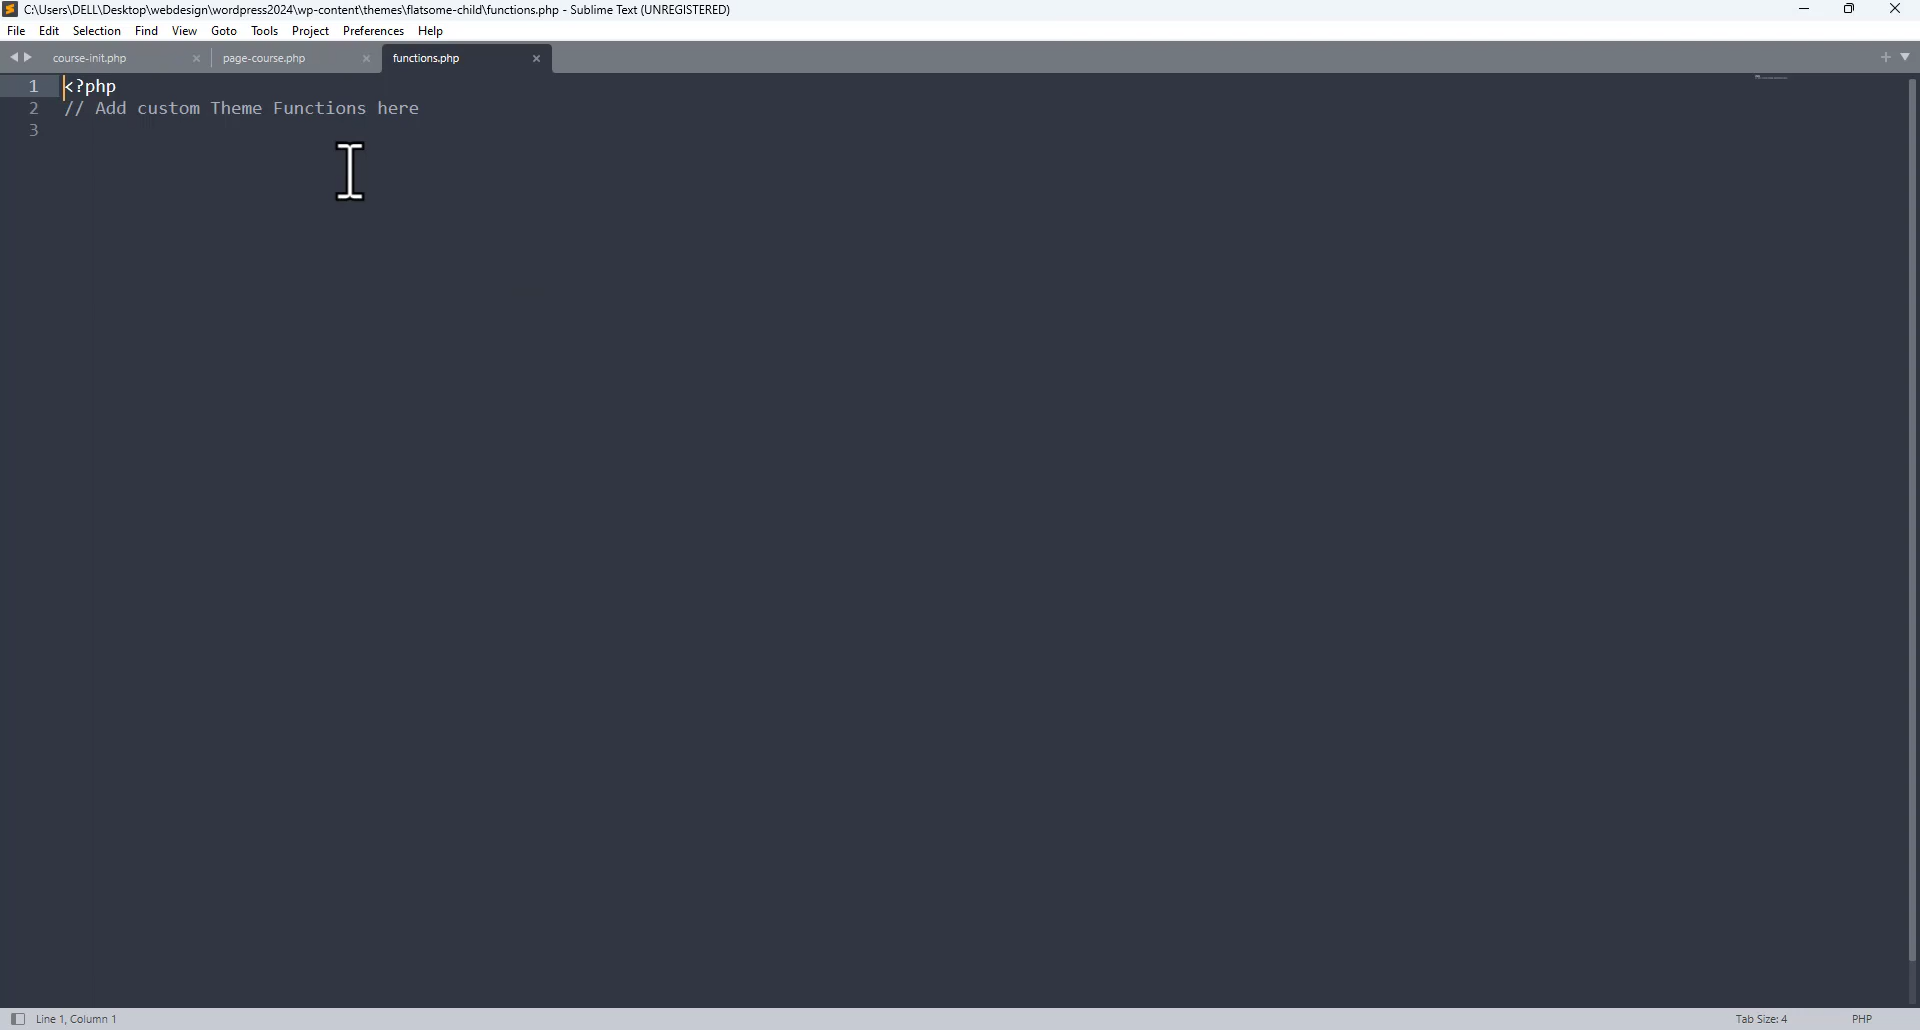 C:\Users\DELL\Desktop\webdesign\wordpress2024\wp-content\themes\flatsome-child\functions.php - Sublime Text (UNREGISTERED)
File Edit Selection Find View Goto Tools Project Preferences Help
course-init.php page-course.php functions.php
1 <?php
2 // Add custom Theme Functions here
3
Line 1, Column 1 Tab Size: 4 PHP